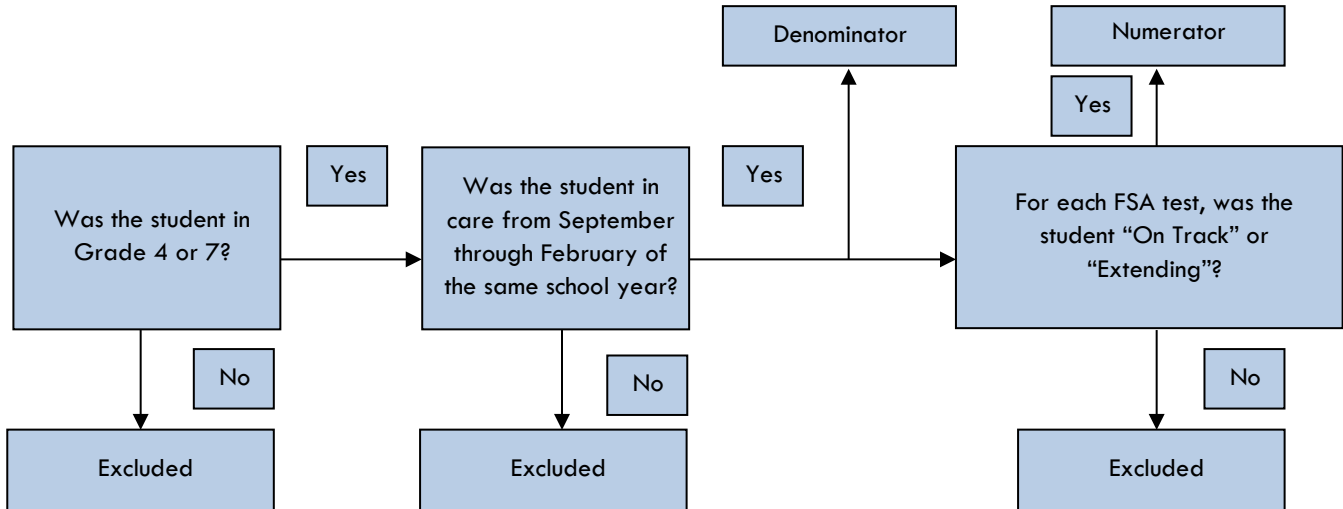 Denominator
Numerator
Yes
Was the student in
Grade 4 or 7?
Yes
Was the student in
care from September
through February of
the same school year?
Yes
For each FSA test, was the
student “On Track” or
“Extending”?
No
No
No
Excluded
Excluded
Excluded